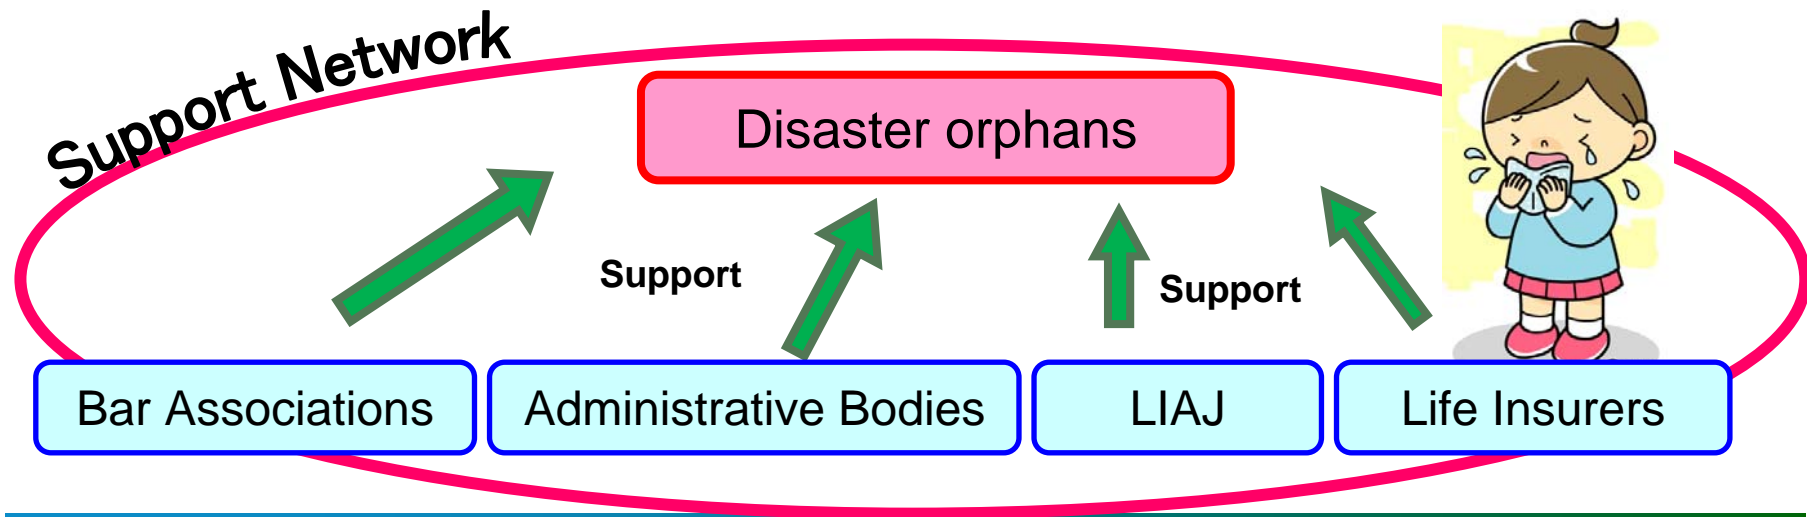 Support Network
Disaster orphans
Support
Support
Bar Associations
Administrative Bodies
LIAJ
Life Insurers